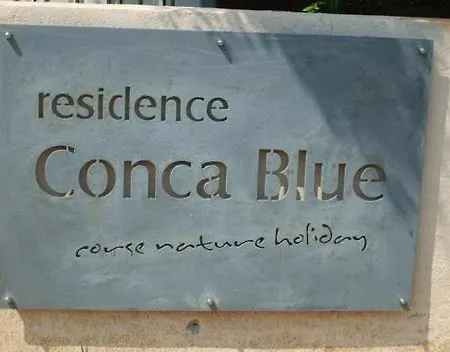 residence
Conca Blue
corse nature holiday